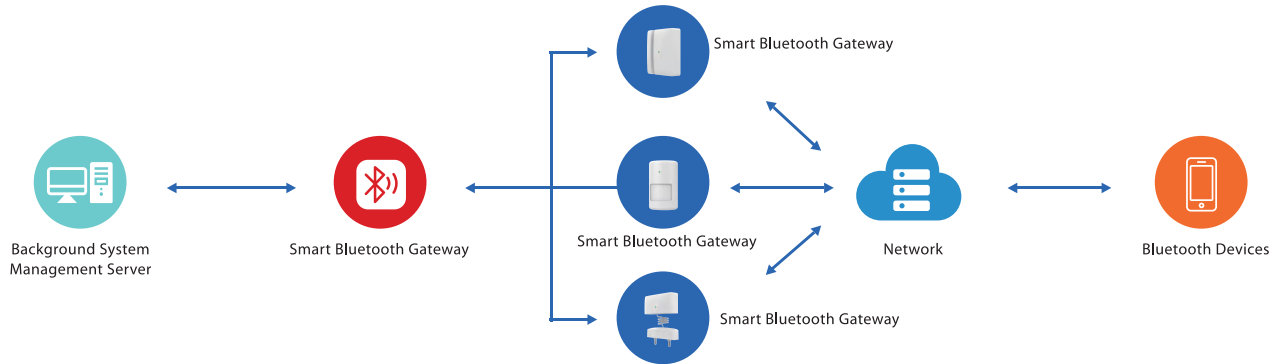 Smart Bluetooth Gateway
Background System
Management Server
Smart Bluetooth Gateway
Smart Bluetooth Gateway
Network
Bluetooth Devices
Smart Bluetooth Gateway